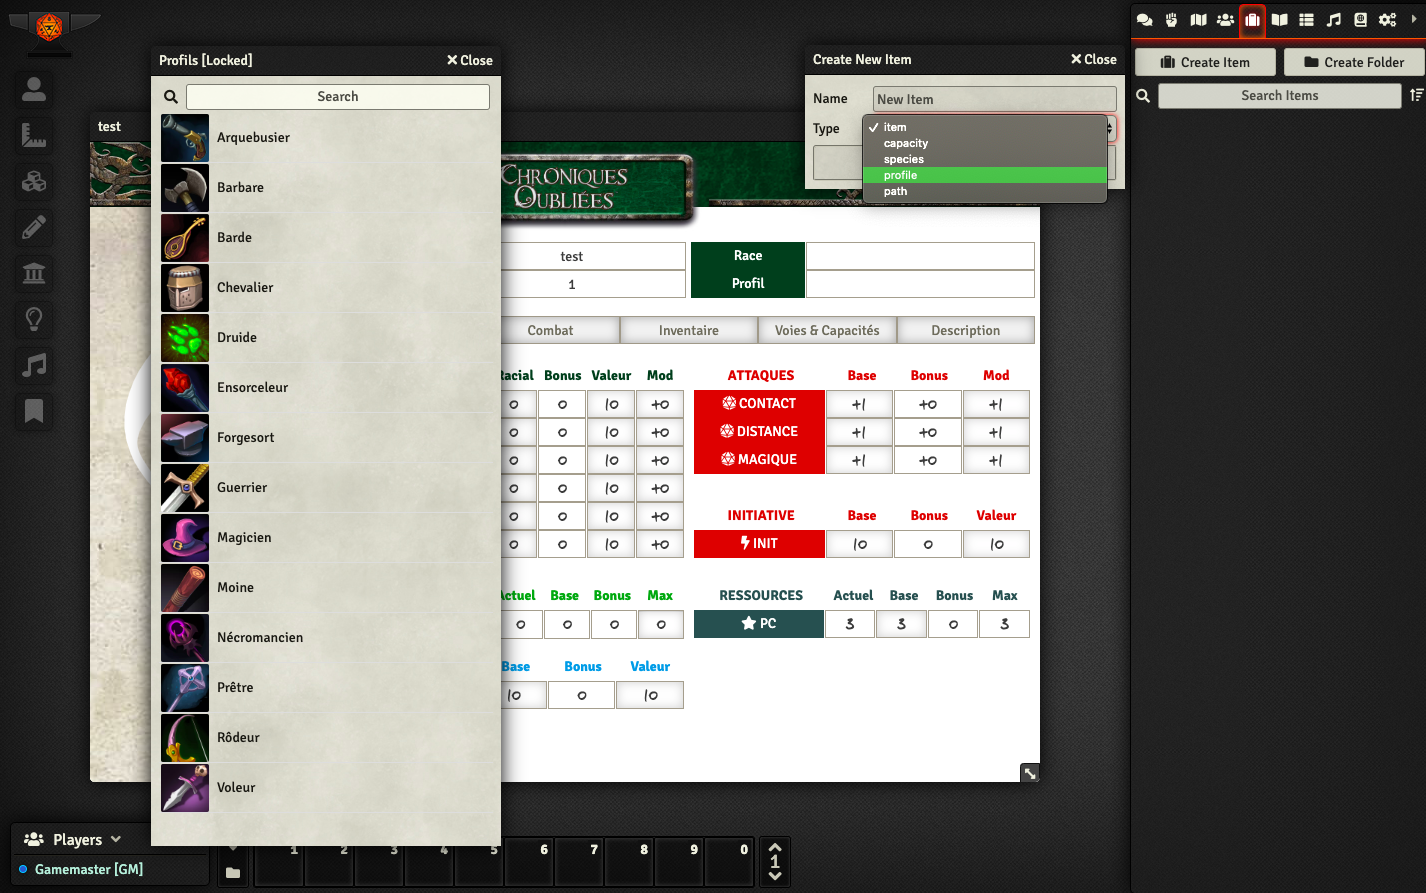 Profils [Locked]
Close
Search
Arquebusier
Barbare
Barde
Chevalier
Druide
Ensorceleur
Forgesort
Guerrier
Magicien
Moine
Nécromancien
Prêtre
Rôdeur
Voleur
test
CHRONIQUES
OUBLIÉES
test
Race
1
Profil
Combat
Inventaire
Voies & Capacités
Description
Racial Bonus Valeur Mod
0 0 10 +0
0 0 10 +0
0 0 10 +0
0 0 10 +0
0 0 10 +0
0 0 10 +0
ATTAQUES Base Bonus Mod
CONTACT +1 +0 +1
DISTANCE +1 +0 +1
MAGIQUE +1 +0 +1
INITIATIVE Base Bonus Valeur
INIT 10 0 10
Actuel Base Bonus Max
0 0 0 0
RESSOURCES Actuel Base Bonus Max
PC 3 3 0 3
Base Bonus Valeur
10 0 10
Create New Item
Close
Name
New Item
Type
item
capacity
species
profile
path
Create Item
Create Folder
Search Items
Players
Gamemaster [GM]
1 2 3 4 5 6 7 8 9 0
1